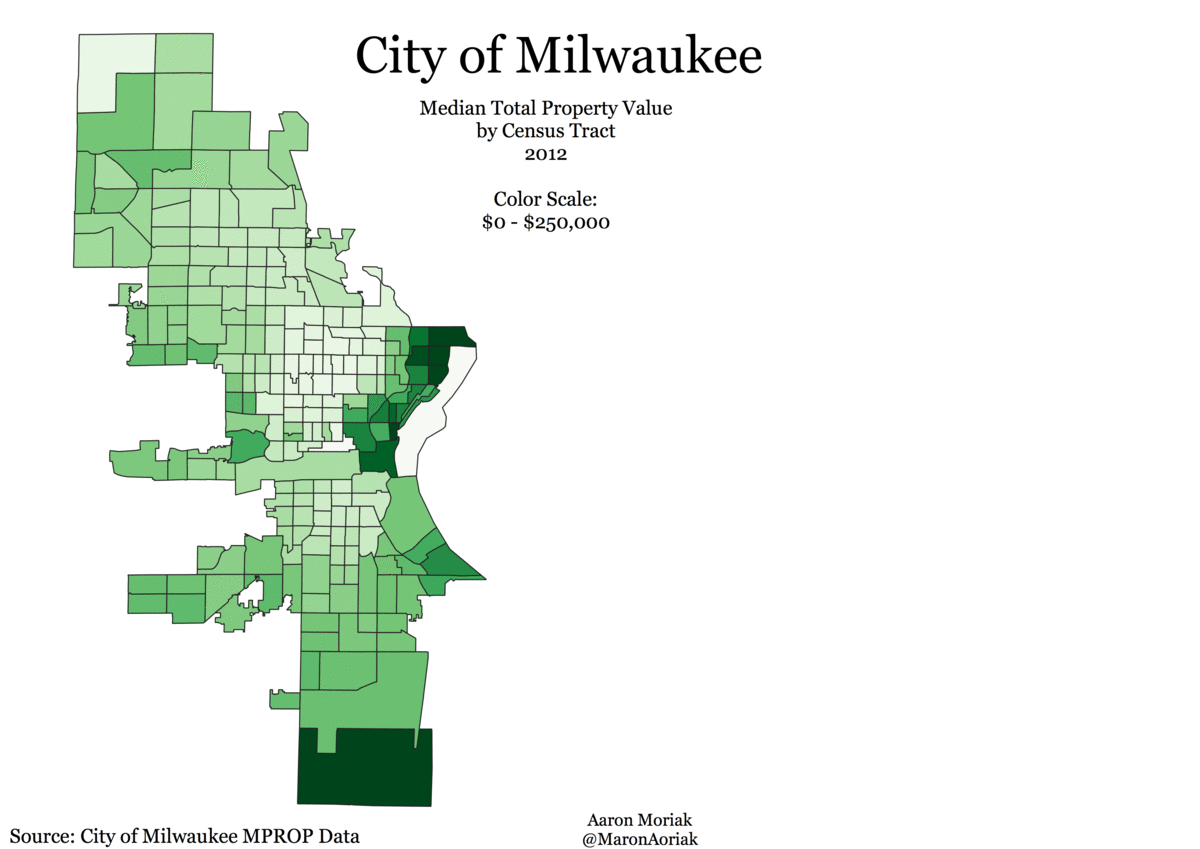 City of Milwaukee
Median Total Property Value
by Census Tract
2012
Color Scale:
$0 - $250,000
Aaron Moriak
@MaronAoriak
Source: City of Milwaukee MPROP Data